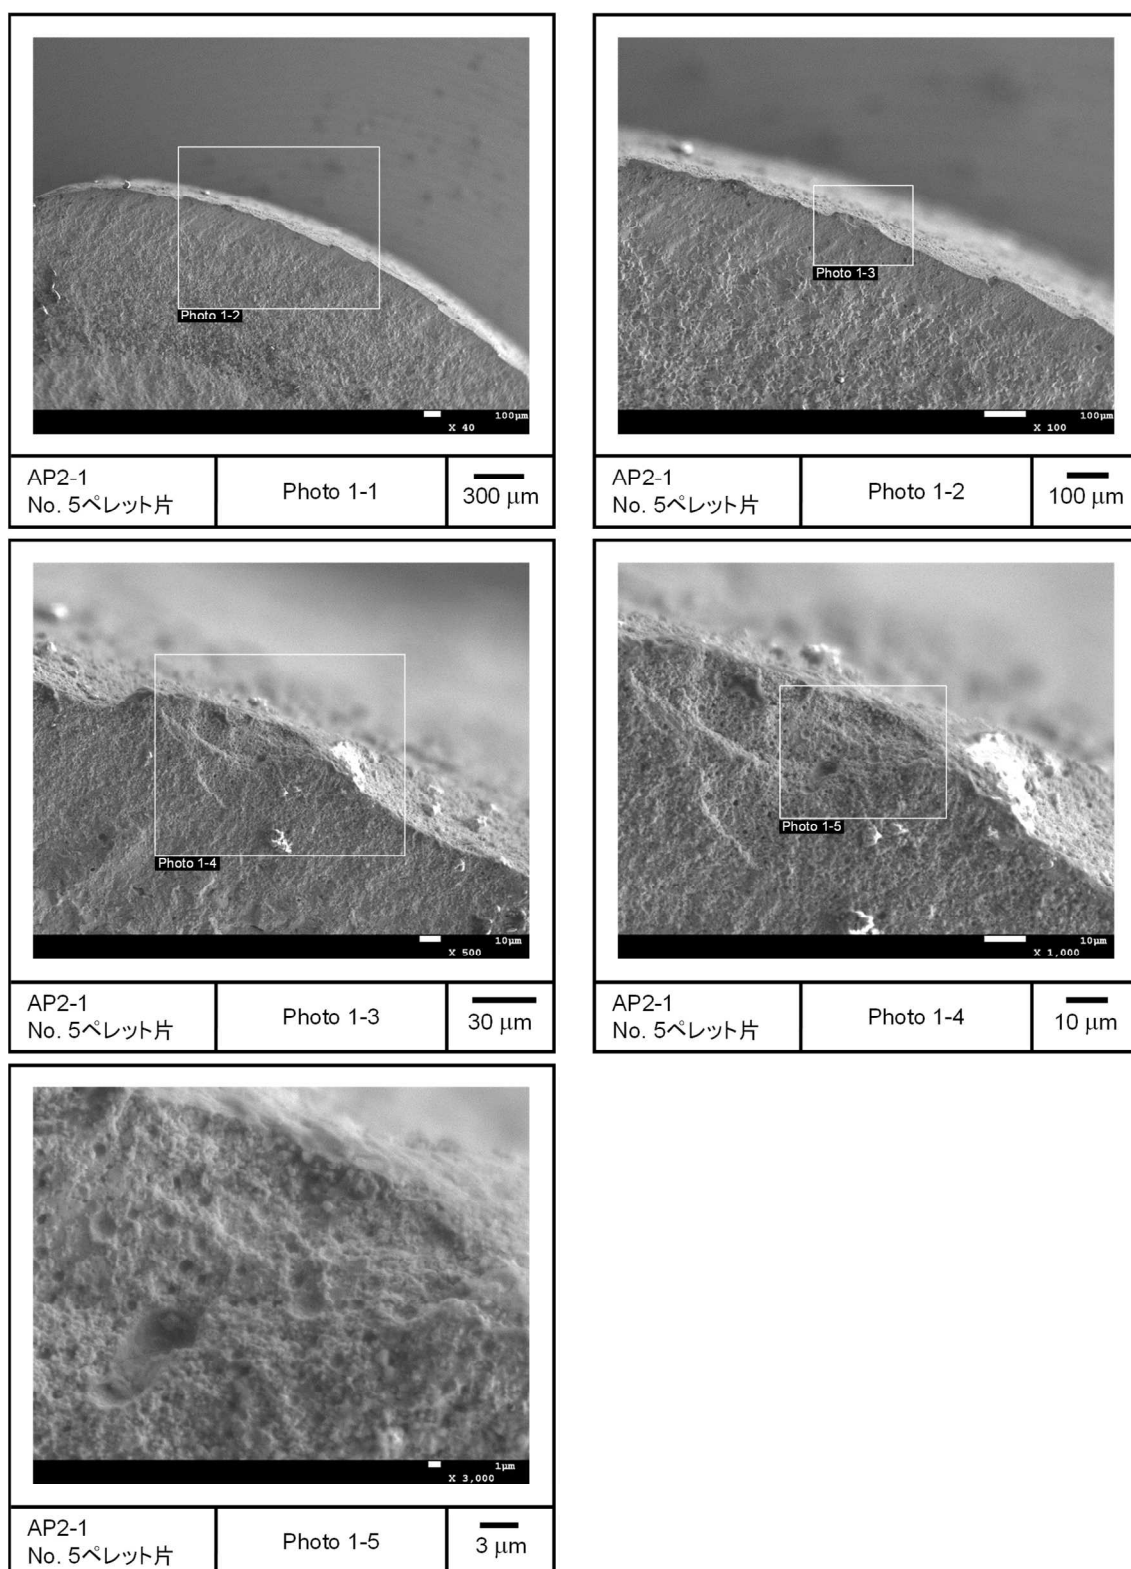 Photo 1-2
100μm
X 40
AP2-1
No. 5ペレット片
Photo 1-1
300 μm
Photo 1-3
100μm
X 100
AP2-1
No. 5ペレット片
Photo 1-2
100 μm
Photo 1-4
10μm
X 500
AP2-1
No. 5ペレット片
Photo 1-3
30 μm
Photo 1-5
10μm
X 1,000
AP2-1
No. 5ペレット片
Photo 1-4
10 μm
1μm
X 3,000
AP2-1
No. 5ペレット片
Photo 1-5
3 μm